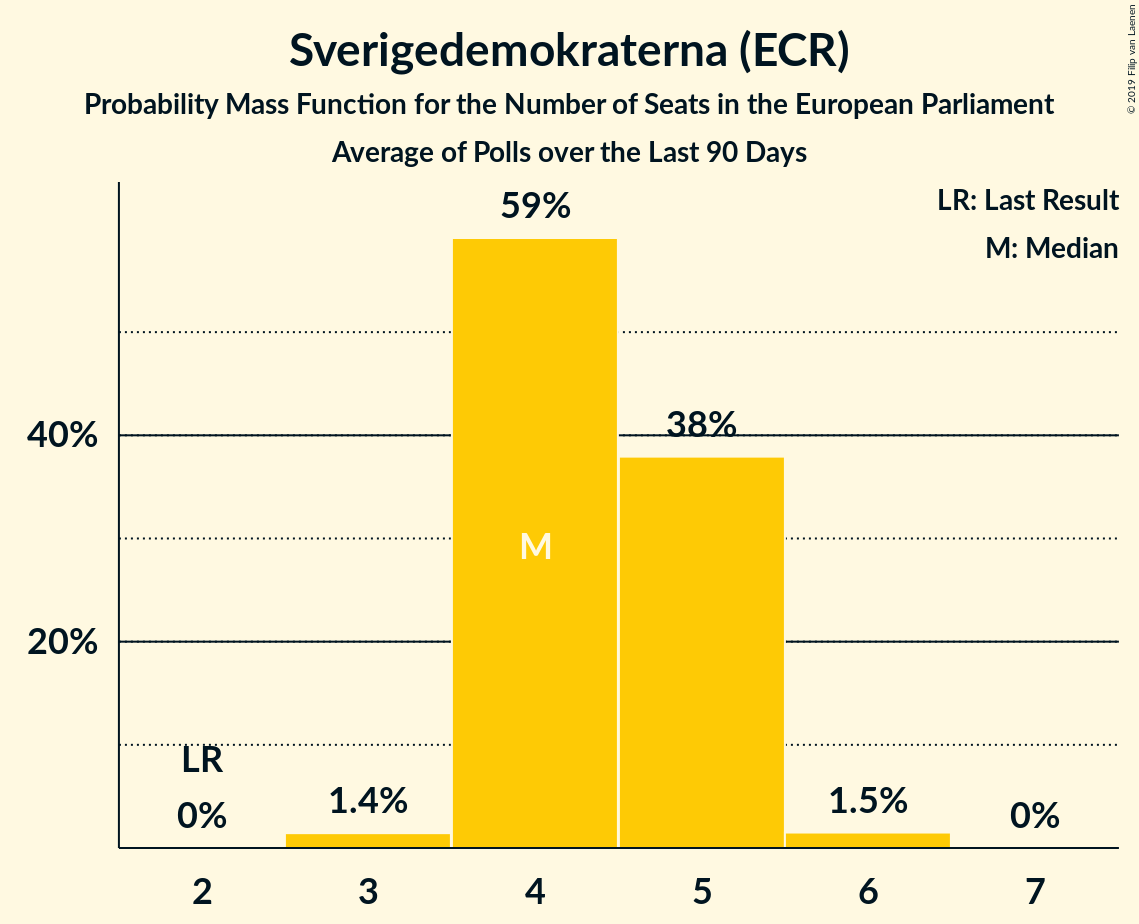 Sverigedemokraterna (ECR)
Probability Mass Function for the Number of Seats in the European Parliament
Average of Polls over the Last 90 Days
© 2019 Filip van Laenen
LR: Last Result
M: Median
59%
38%
40%
M
20%
LR
0%
1.4%
1.5%
0%
2 3 4 5 6 7